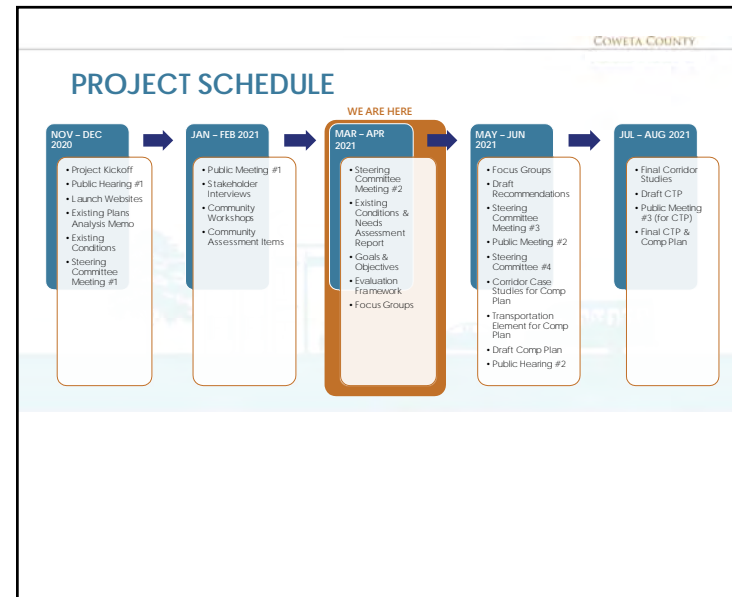 COWETA COUNTY
PROJECT SCHEDULE
WE ARE HERE
NOV – DEC
2020
• Project Kickoff
• Public Hearing #1
• Launch Websites
• Existing Plans
Analysis Memo
• Existing
Conditions
• Steering
Committee
Meeting #1
JAN – FEB 2021
• Public Meeting #1
• Stakeholder
Interviews
• Community
Workshops
• Community
Assessment Items
MAR – APR
2021
• Steering
Committee
Meeting #2
• Existing
Conditions &
Needs
Assessment
Report
• Goals &
Objectives
• Evaluation
Framework
• Focus Groups
MAY – JUN
2021
• Focus Groups
• Draft
Recommendations
• Steering
Committee
Meeting #3
• Public Meeting #2
• Steering
Committee #4
• Corridor Case
Studies for Comp
Plan
• Transportation
Element for Comp
Plan
• Draft Comp Plan
• Public Hearing #2
JUL – AUG 2021
• Final Corridor
Studies
• Draft CTP
• Public Meeting
#3 (for CTP)
• Final CTP &
Comp Plan